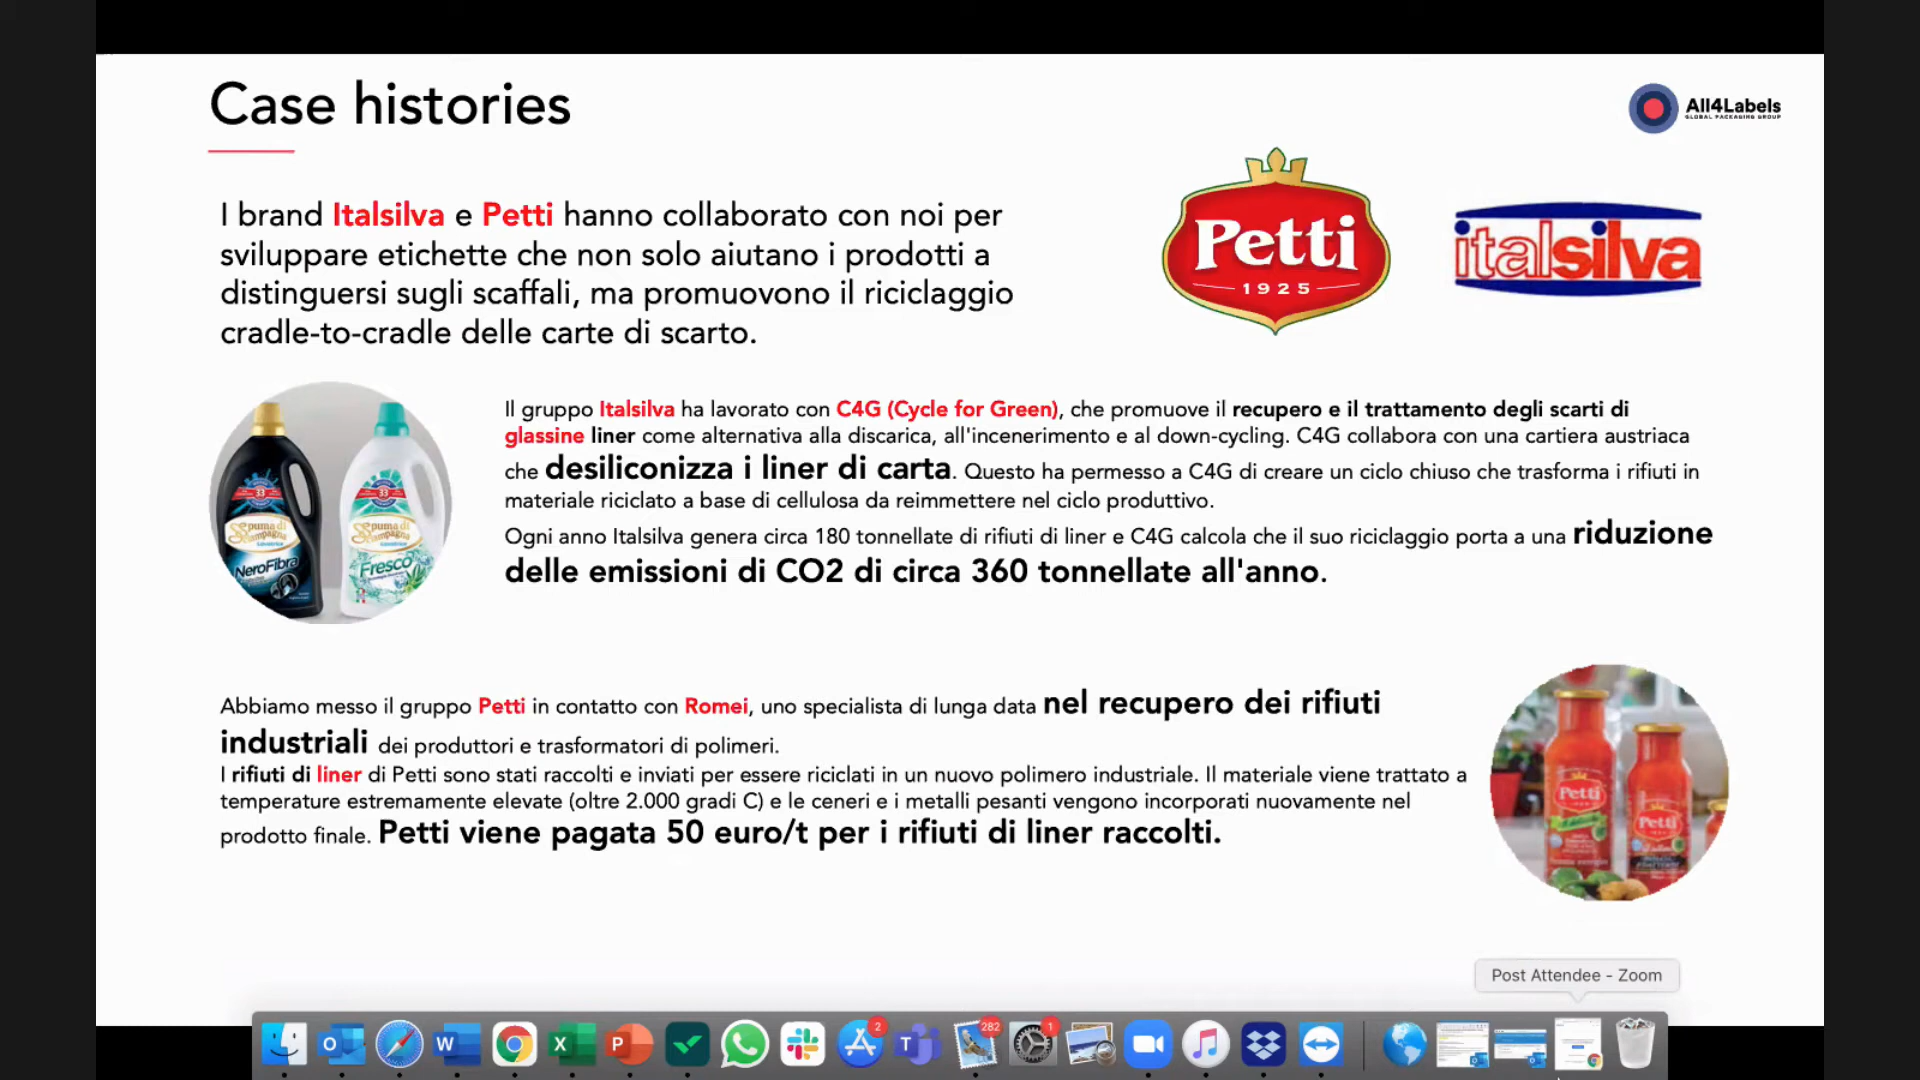 Case histories
All4Labels
GLOBAL PACKAGING GROUP
I brand Italsilva e Petti hanno collaborato con noi per
sviluppare etichette che non solo aiutano i prodotti a
distinguersi sugli scaffali, ma promuovono il riciclaggio
cradle-to-cradle delle carte di scarto.
Petti
1925
italsilva
Il gruppo Italsilva ha lavorato con C4G (Cycle for Green), che promuove il recupero e il trattamento degli scarti di
glassine liner come alternativa alla discarica, all'incenerimento e al down-cycling. C4G collabora con una cartiera austriaca
che desiliconizza i liner di carta. Questo ha permesso a C4G di creare un ciclo chiuso che trasforma i rifiuti in
materiale riciclato a base di cellulosa da reimmettere nel ciclo produttivo.
Ogni anno Italsilva genera circa 180 tonnellate di rifiuti di liner e C4G calcola che il suo riciclaggio porta a una riduzione
delle emissioni di CO2 di circa 360 tonnellate all'anno.
33
Spuma di
Sciampagna
NeroFibra
33
Spuma di
Sciampagna
Fresco
Abbiamo messo il gruppo Petti in contatto con Romei, uno specialista di lunga data nel recupero dei rifiuti
industriali dei produttori e trasformatori di polimeri.
I rifiuti di liner di Petti sono stati raccolti e inviati per essere riciclati in un nuovo polimero industriale. Il materiale viene trattato a
temperature estremamente elevate (oltre 2.000 gradi C) e le ceneri e i metalli pesanti vengono incorporati nuovamente nel
prodotto finale. Petti viene pagata 50 euro/t per i rifiuti di liner raccolti.
Petti
Petti
Post Attendee - Zoom
O
W
X
P
2
T
282
1